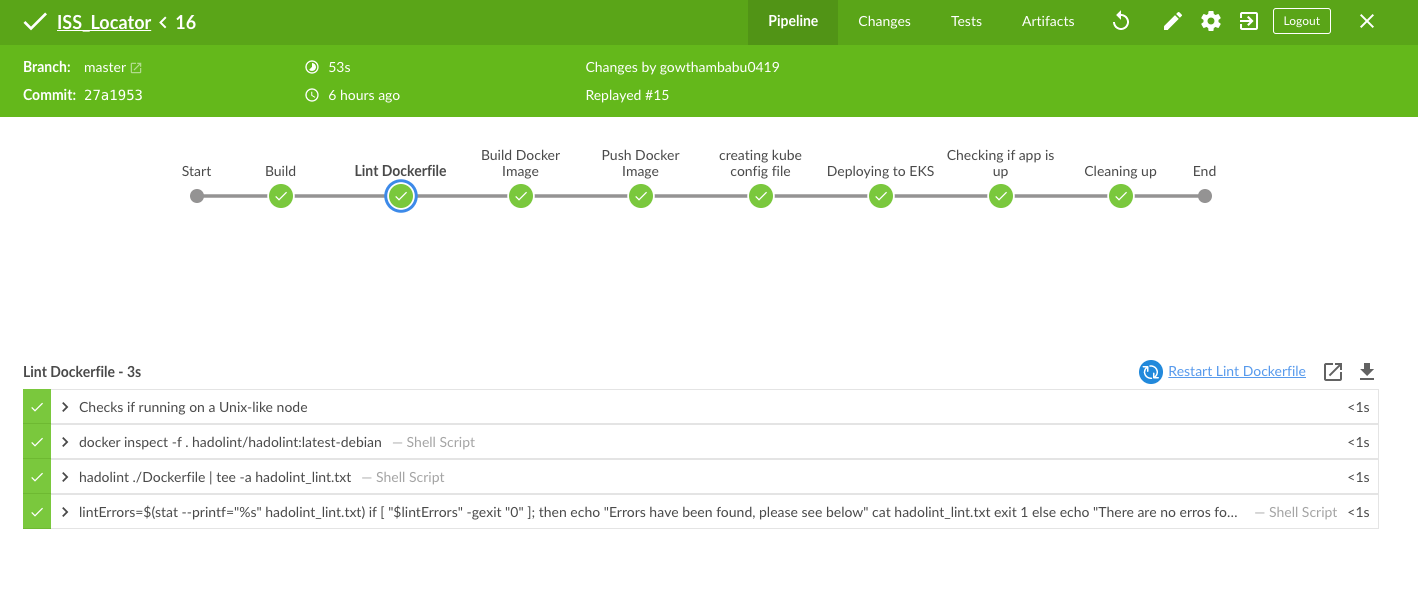 ISS_Locator < 16
Pipeline Changes Tests Artifacts Logout
Branch: master 53s Changes by gowthambabu0419
Commit: 27a1953 6 hours ago Replayed #15
Start
Build
Lint Dockerfile
Build Docker
Image
Push Docker
Image
creating kube
config file
Deploying to EKS
Checking if app is
up
Cleaning up
End
Lint Dockerfile - 3s Restart Lint Dockerfile
Checks if running on a Unix-like node <1s
docker inspect -f . hadolint/hadolint:latest-debian — Shell Script <1s
hadolint ./Dockerfile | tee -a hadolint_lint.txt — Shell Script <1s
lintErrors=$(stat --printf="%s" hadolint_lint.txt) if [ "$lintErrors" -gexit "0" ]; then echo "Errors have been found, please see below" cat hadolint_lint.txt exit 1 else echo "There are no erros fo... — Shell Script <1s